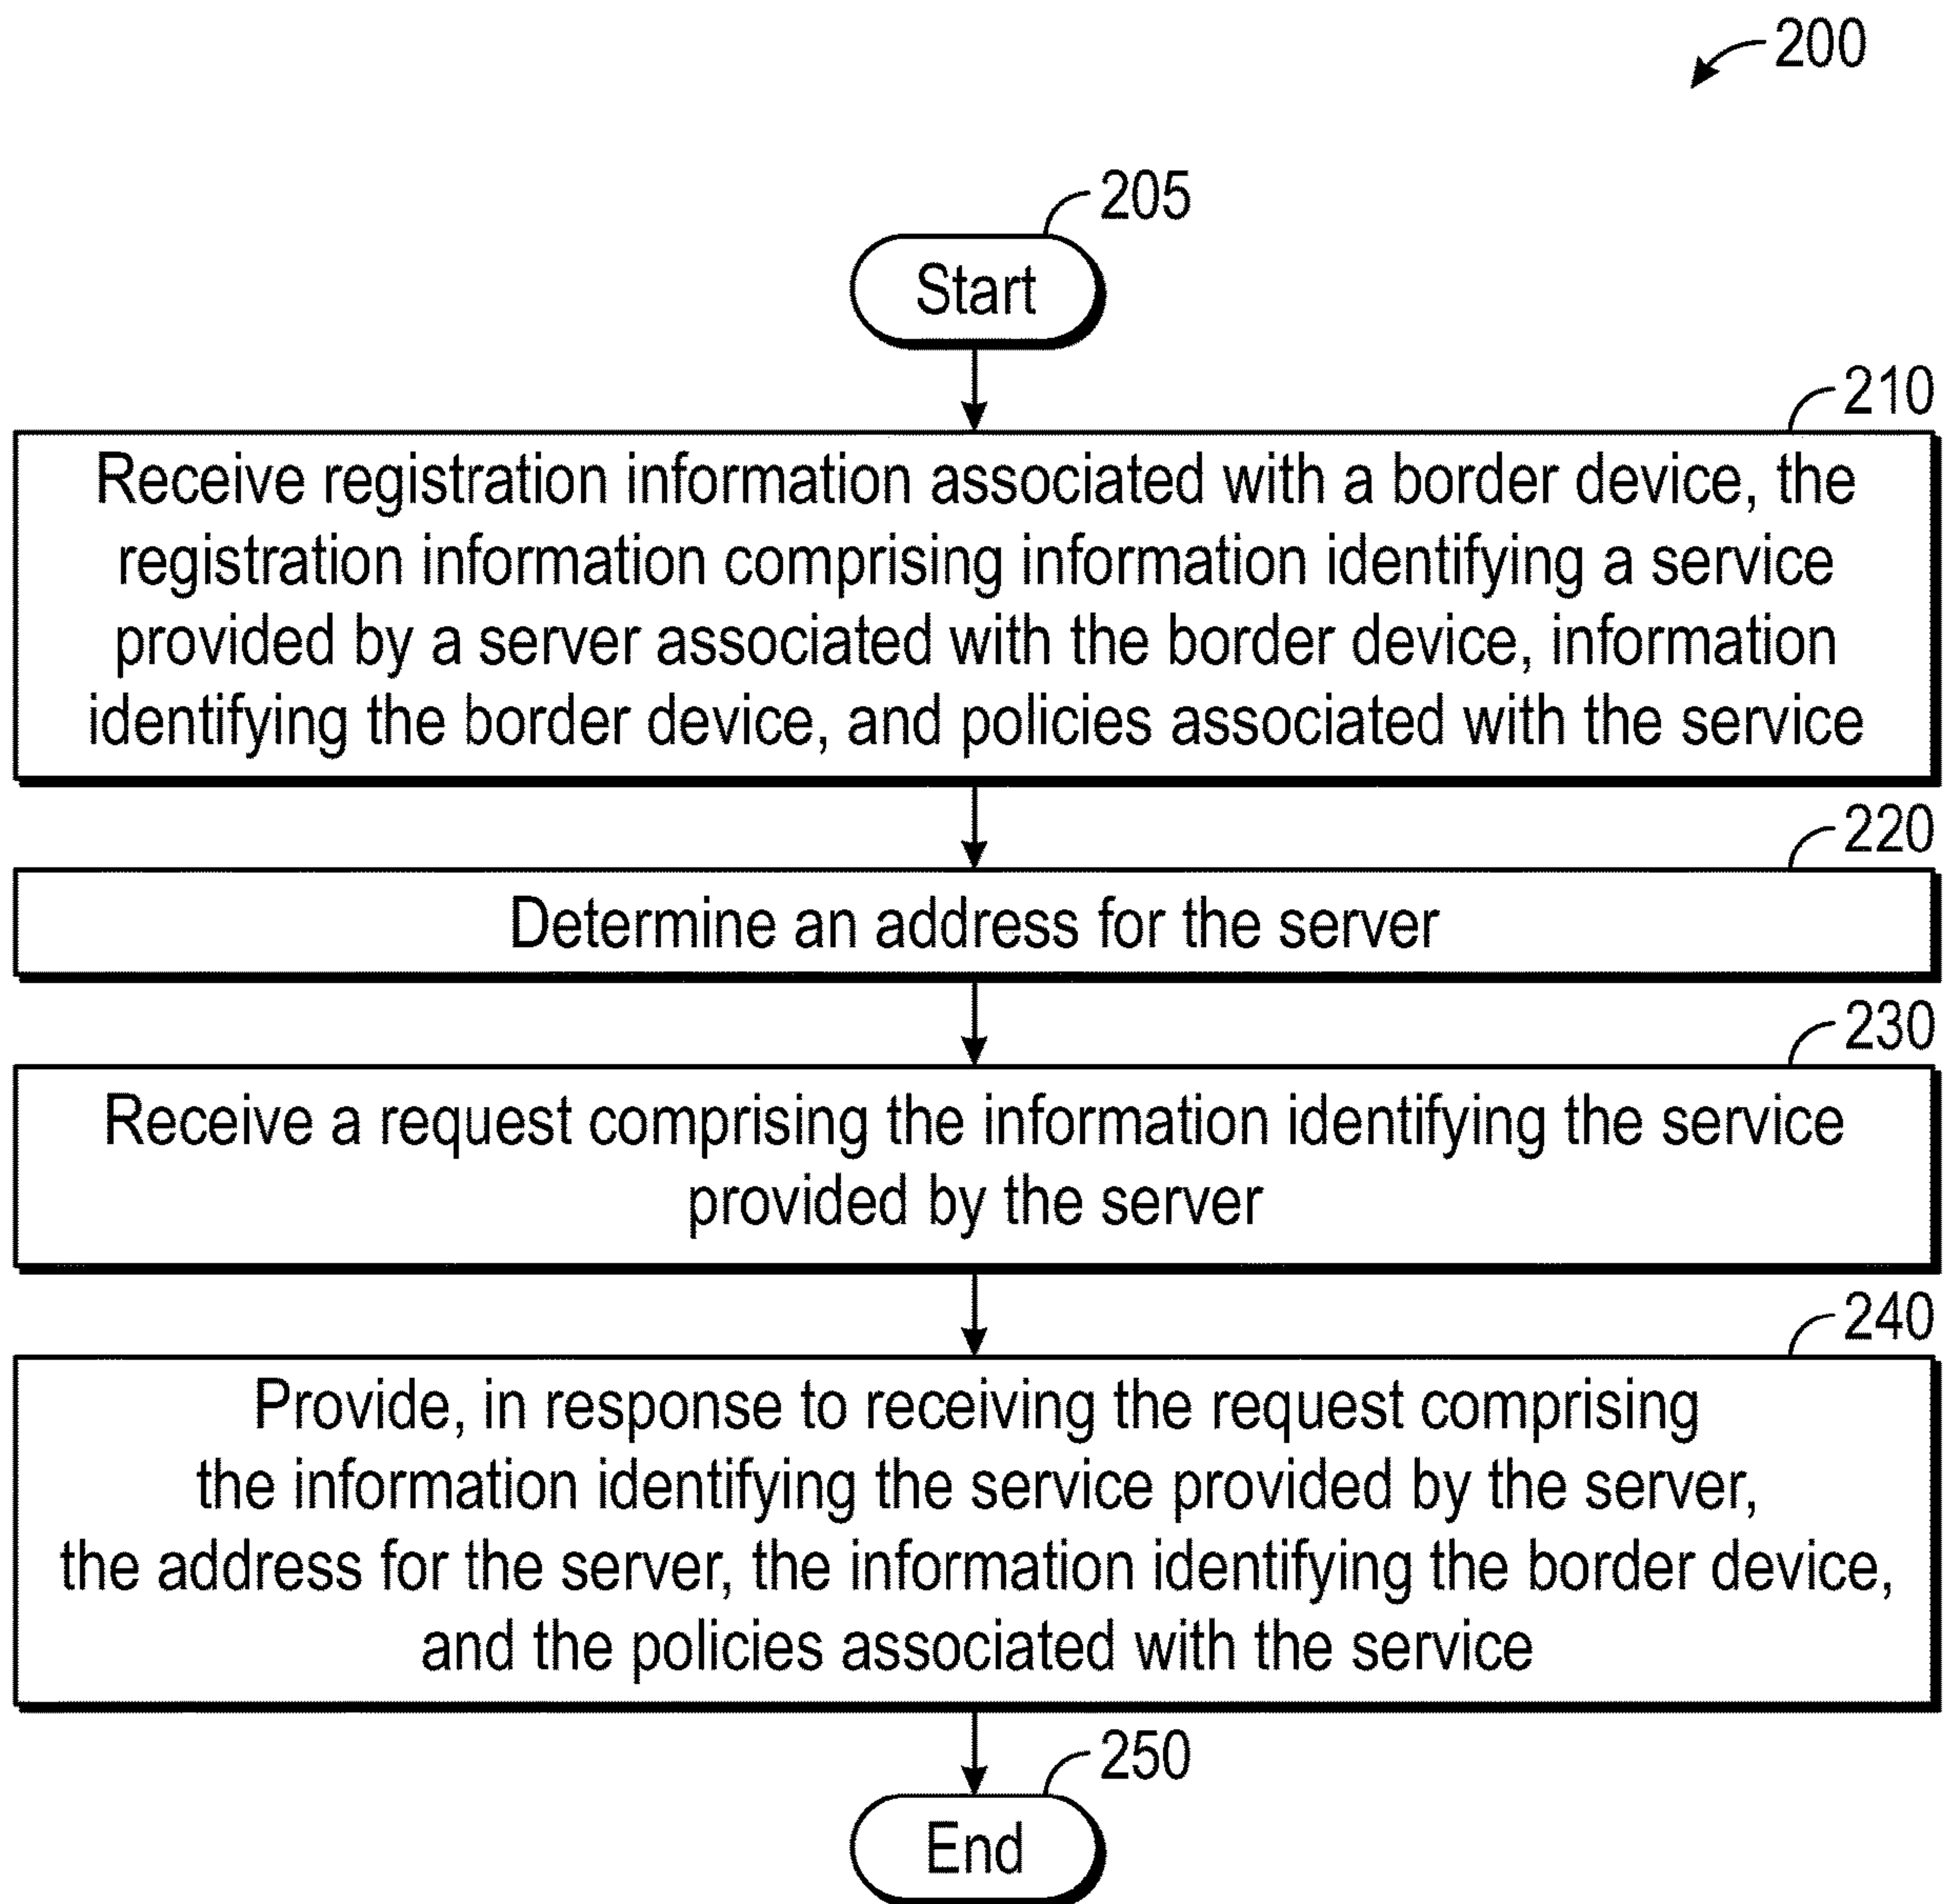 200
205
Start
210
Receive registration information associated with a border device, the
registration information comprising information identifying a service
provided by a server associated with the border device, information
identifying the border device, and policies associated with the service
220
Determine an address for the server
230
Receive a request comprising the information identifying the service
provided by the server
240
Provide, in response to receiving the request comprising
the information identifying the service provided by the server,
the address for the server, the information identifying the border device,
and the policies associated with the service
250
End